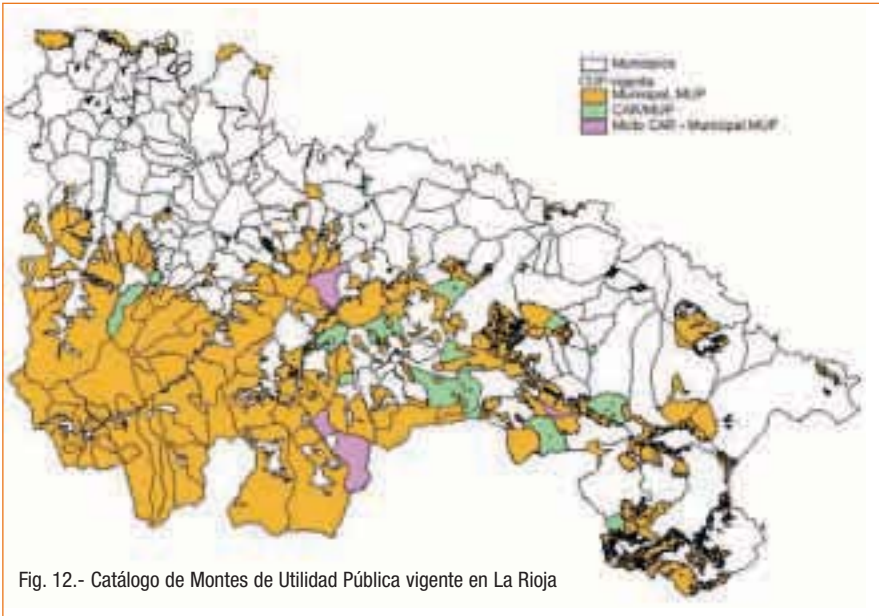 Municipios
CUP vigente
Municipal, MUP
CAR/MUP
Mixto CAR - Municipal MUP
Fig. 12.- Catálogo de Montes de Utilidad Pública vigente en La Rioja